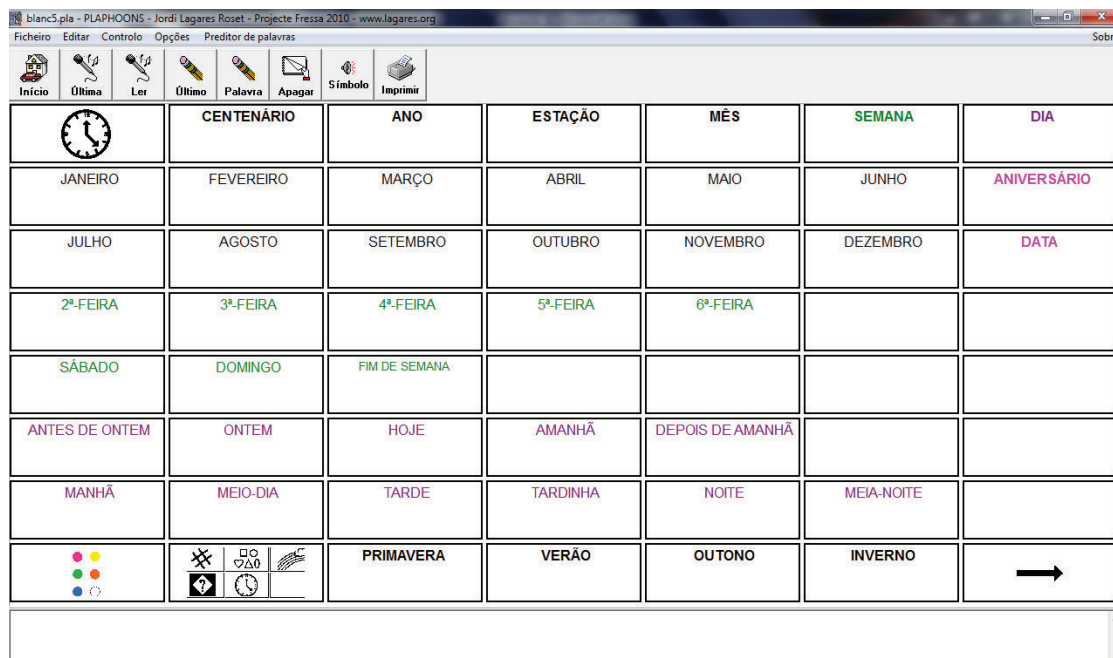 blanc5.pla - PLAPHOONS - Jordi Lagares Roset - Projecte Fressa 2010 - www.lagares.org
Ficheiro Editar Controlo Opções Preditor de palavras Sobr
Início Última Ler Último Palavra Apagar Símbolo Imprimir
CENTENÁRIO ANO ESTAÇÃO MÊS SEMANA DIA
JANEIRO FEVEREIRO MARÇO ABRIL MAIO JUNHO ANIVERSÁRIO
JULHO AGOSTO SETEMBRO OUTUBRO NOVEMBRO DEZEMBRO DATA
2ª-FEIRA 3ª-FEIRA 4ª-FEIRA 5ª-FEIRA 6ª-FEIRA
SÁBADO DOMINGO FIM DE SEMANA
ANTES DE ONTEM ONTEM HOJE AMANHÃ DEPOIS DE AMANHÃ
MANHÃ MEIO-DIA TARDE TARDINHA NOITE MEIA-NOITE
PRIMAVERA VERÃO OUTONO INVERNO